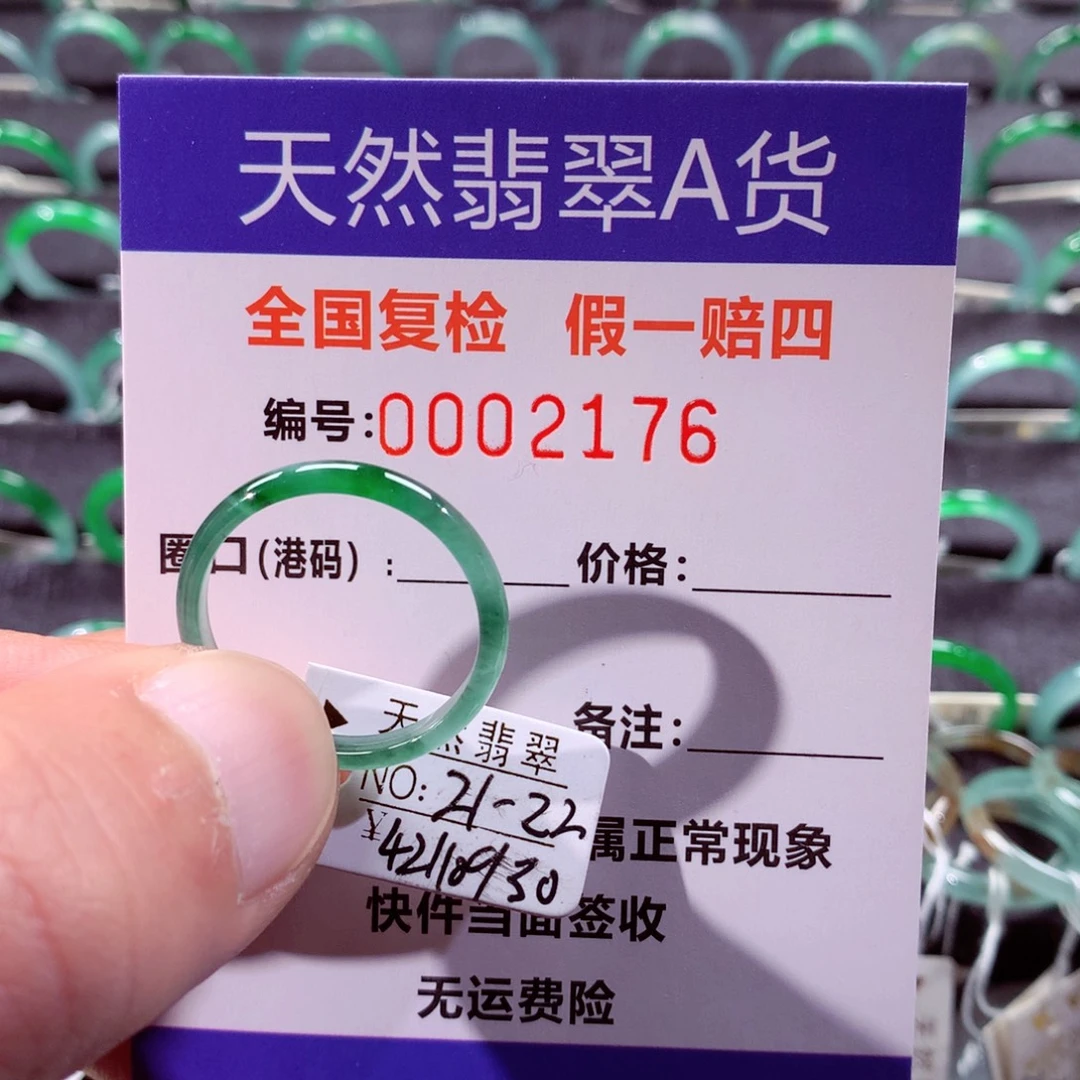 天然翡翠A货
全国复检 假一赔四
编号:0002176
圈口(港码):
价格:
备注:
天然翡翠
NO: 21-22
属正常现象
快件当面签收
无运费险